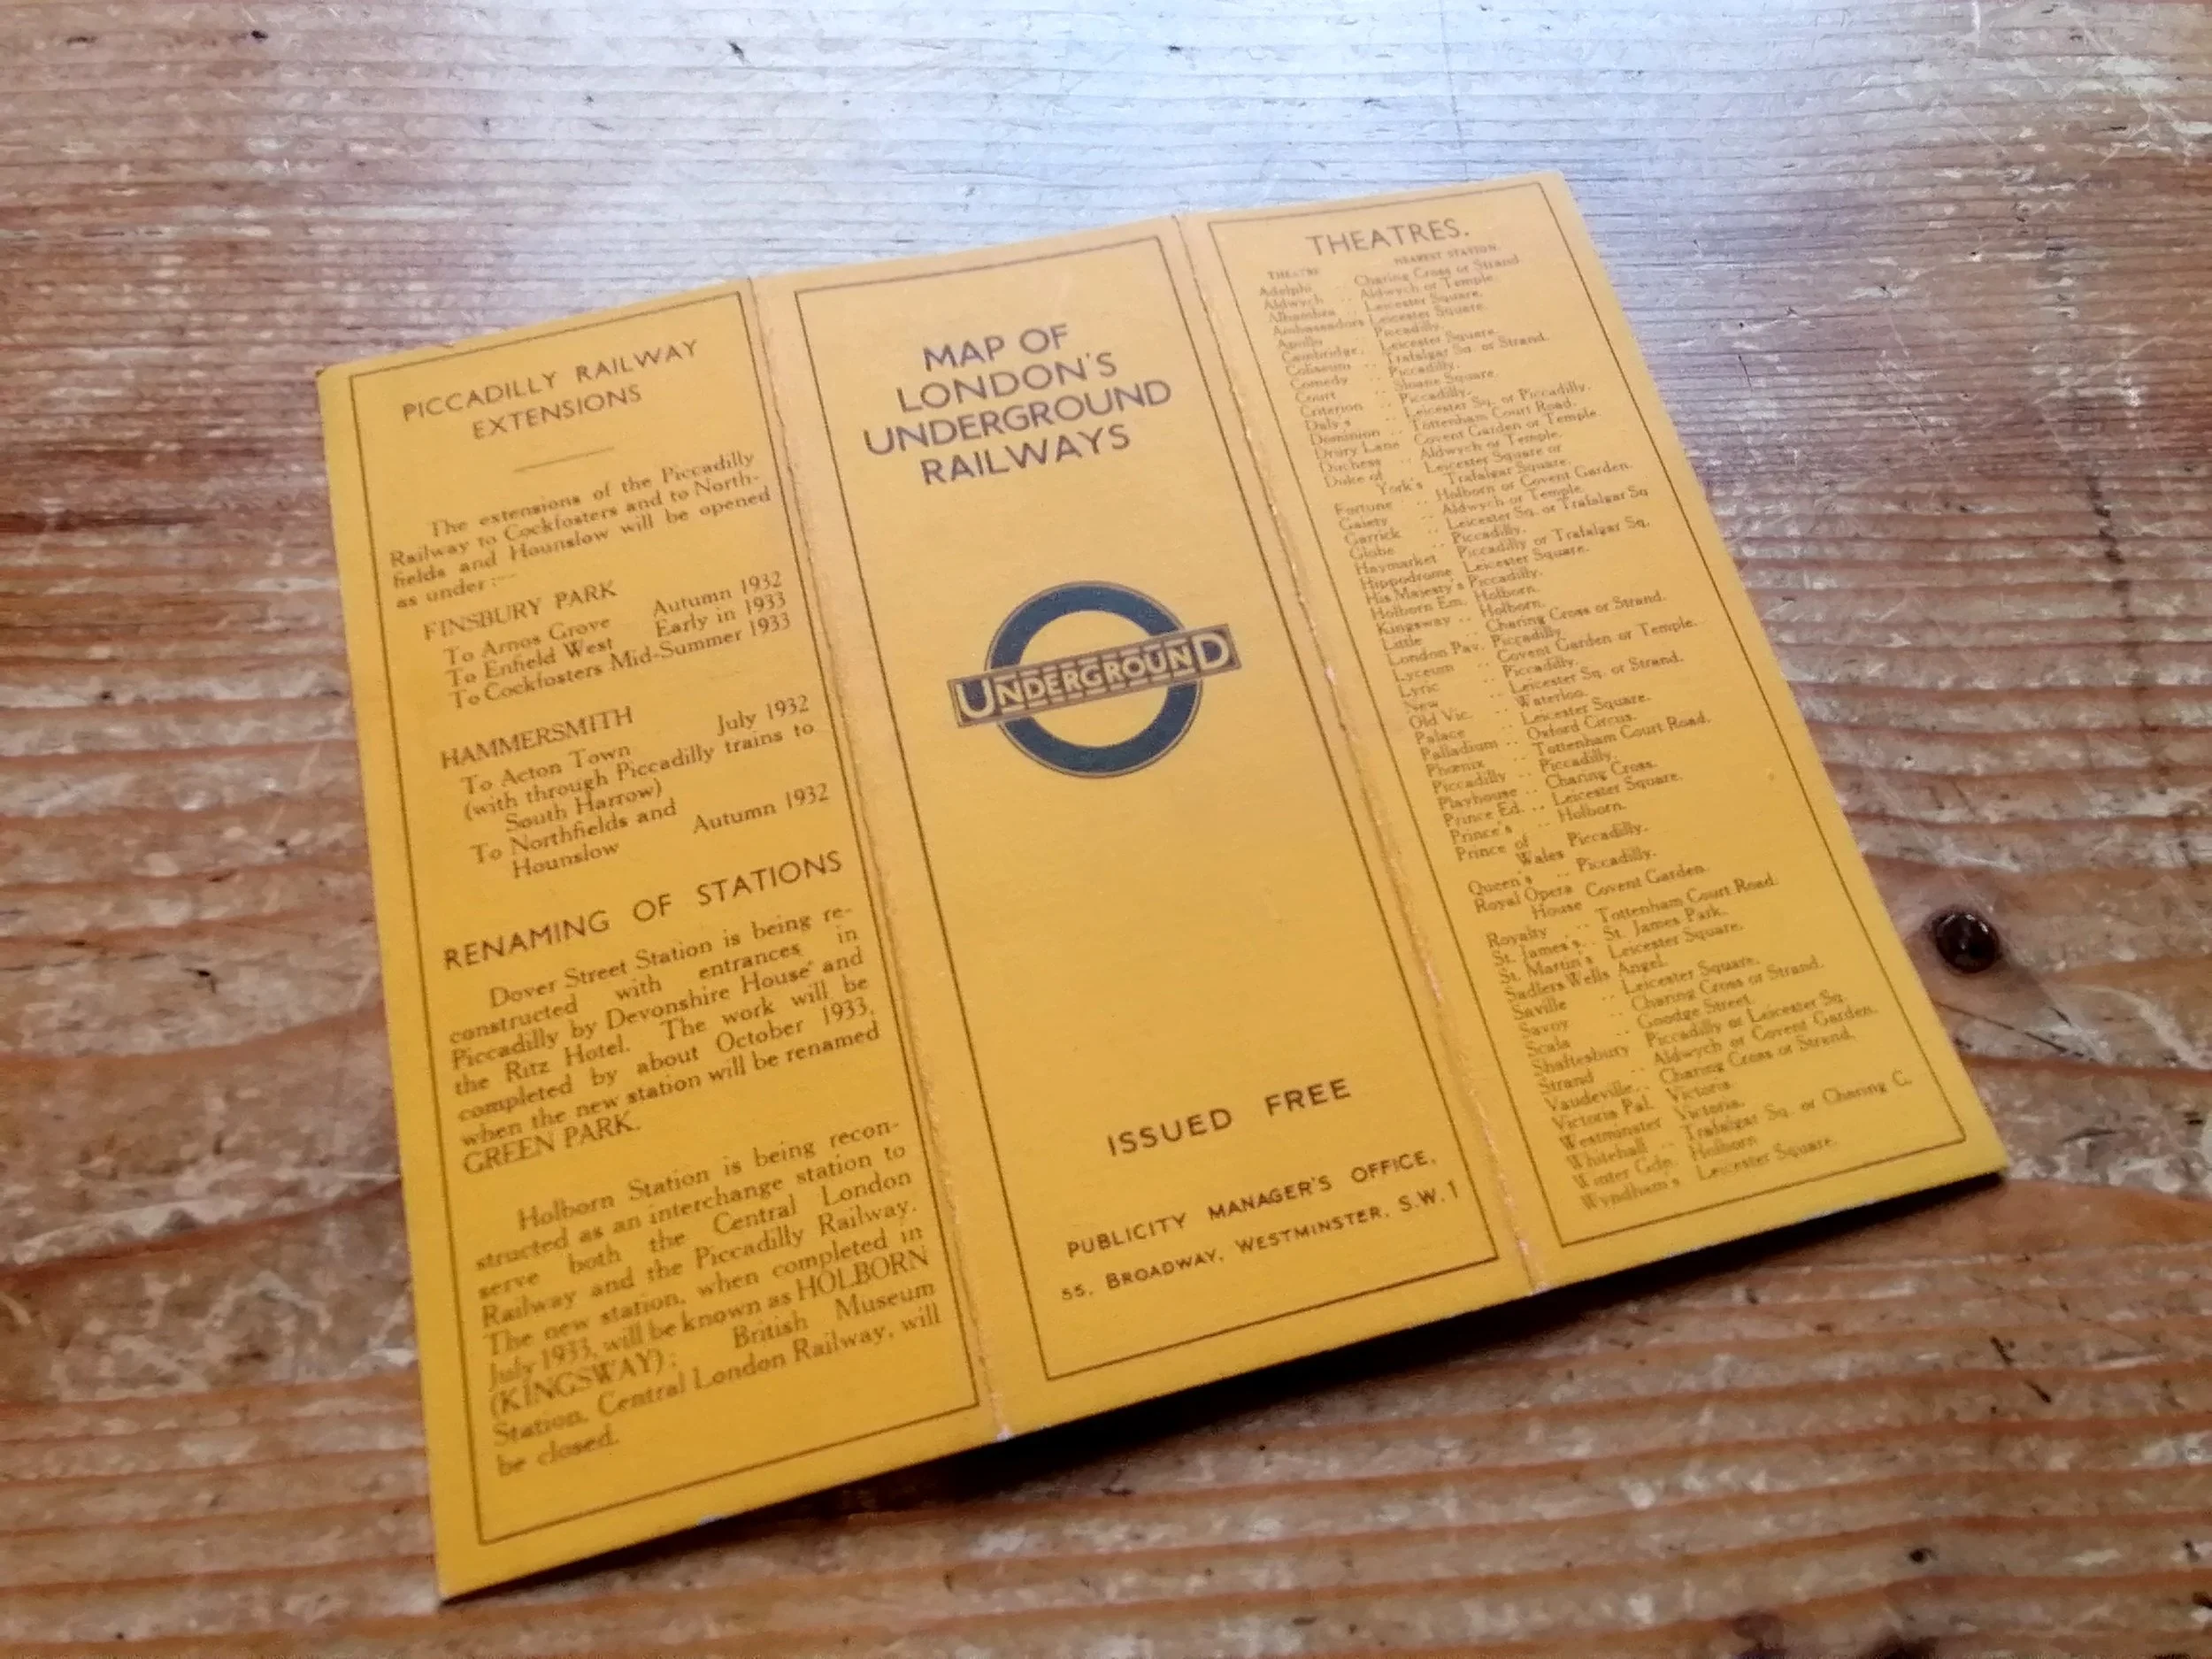 PICCADILLY RAILWAY
EXTENSIONS
The extensions of the Piccadilly
Railway to Cockfosters and to North-
fields and Hounslow will be opened
as under :—
FINSBURY PARK
To Arnos Grove Autumn 1932
To Enfield West Early in 1933
To Cockfosters Mid-Summer 1933
HAMMERSMITH
To Acton Town July 1932
(with through Piccadilly trains to
South Harrow)
To Northfields and
Hounslow Autumn 1932
RENAMING OF STATIONS
Dover Street Station is being re-
constructed with entrances in
Piccadilly by Devonshire House and
the Ritz Hotel. The work will be
completed by about October 1933,
when the new station will be renamed
GREEN PARK.
Holborn Station is being recon-
structed as an interchange station to
serve both the Central London
Railway and the Piccadilly Railway.
The new station, when completed in
July 1933, will be known as HOLBORN
(KINGSWAY); British Museum
Station, Central London Railway, will
be closed.
MAP OF
LONDON'S
UNDERGROUND
RAILWAYS
UNDERGROUND
ISSUED FREE
PUBLICITY MANAGER'S OFFICE,
55, BROADWAY, WESTMINSTER, S.W.1
THEATRES.
THEATRE NEAREST STATION.
Adelphi .. Charing Cross or Strand
Aldwych .. Aldwych or Temple.
Alhambra .. Leicester Square.
Ambassadors Leicester Square.
Apollo .. Piccadilly.
Cambridge. Leicester Square.
Coliseum .. Trafalgar Sq. or Strand.
Comedy .. Piccadilly.
Court .. Sloane Square.
Criterion .. Piccadilly.
Daly's .. Leicester Sq. or Piccadilly.
Dominion .. Tottenham Court Road.
Drury Lane Covent Garden or Temple.
Duchess .. Aldwych or Temple.
Duke of Leicester Square or
York's Trafalgar Square.
Fortune .. Holborn or Covent Garden.
Gaiety .. Aldwych or Temple.
Garrick .. Leicester Sq. or Trafalgar Sq
Globe .. Piccadilly.
Haymarket Piccadilly or Trafalgar Sq.
Hippodrome Leicester Square.
His Majesty's Piccadilly.
Holborn Em. Holborn.
Kingsway .. Holborn.
Little .. Charing Cross or Strand.
London Pav. Piccadilly.
Lyceum .. Covent Garden or Temple.
Lyric .. Piccadilly.
New .. Leicester Sq. or Strand.
Old Vic. .. Waterloo.
Palace .. Leicester Square.
Palladium .. Oxford Circus.
Phœnix .. Tottenham Court Road.
Piccadilly .. Piccadilly.
Playhouse .. Charing Cross.
Prince Ed. .. Leicester Square.
Prince's .. Holborn.
Prince of
Wales Piccadilly.
Queen's .. Piccadilly.
Royal Opera
House Covent Garden.
Royalty .. Tottenham Court Road.
St. James's .. St. James Park.
St. Martin's Leicester Square.
Sadlers Wells Angel.
Saville .. Leicester Square.
Savoy .. Charing Cross or Strand.
Scala .. Goodge Street.
Shaftesbury Piccadilly or Leicester Sq.
Strand .. Aldwych or Covent Garden.
Vaudeville .. Charing Cross or Strand.
Victoria Pal. Victoria.
Westminster Victoria.
Whitehall .. Trafalgar Sq. or Charing C.
Winter Gdn. Holborn
Wyndham's Leicester Square.